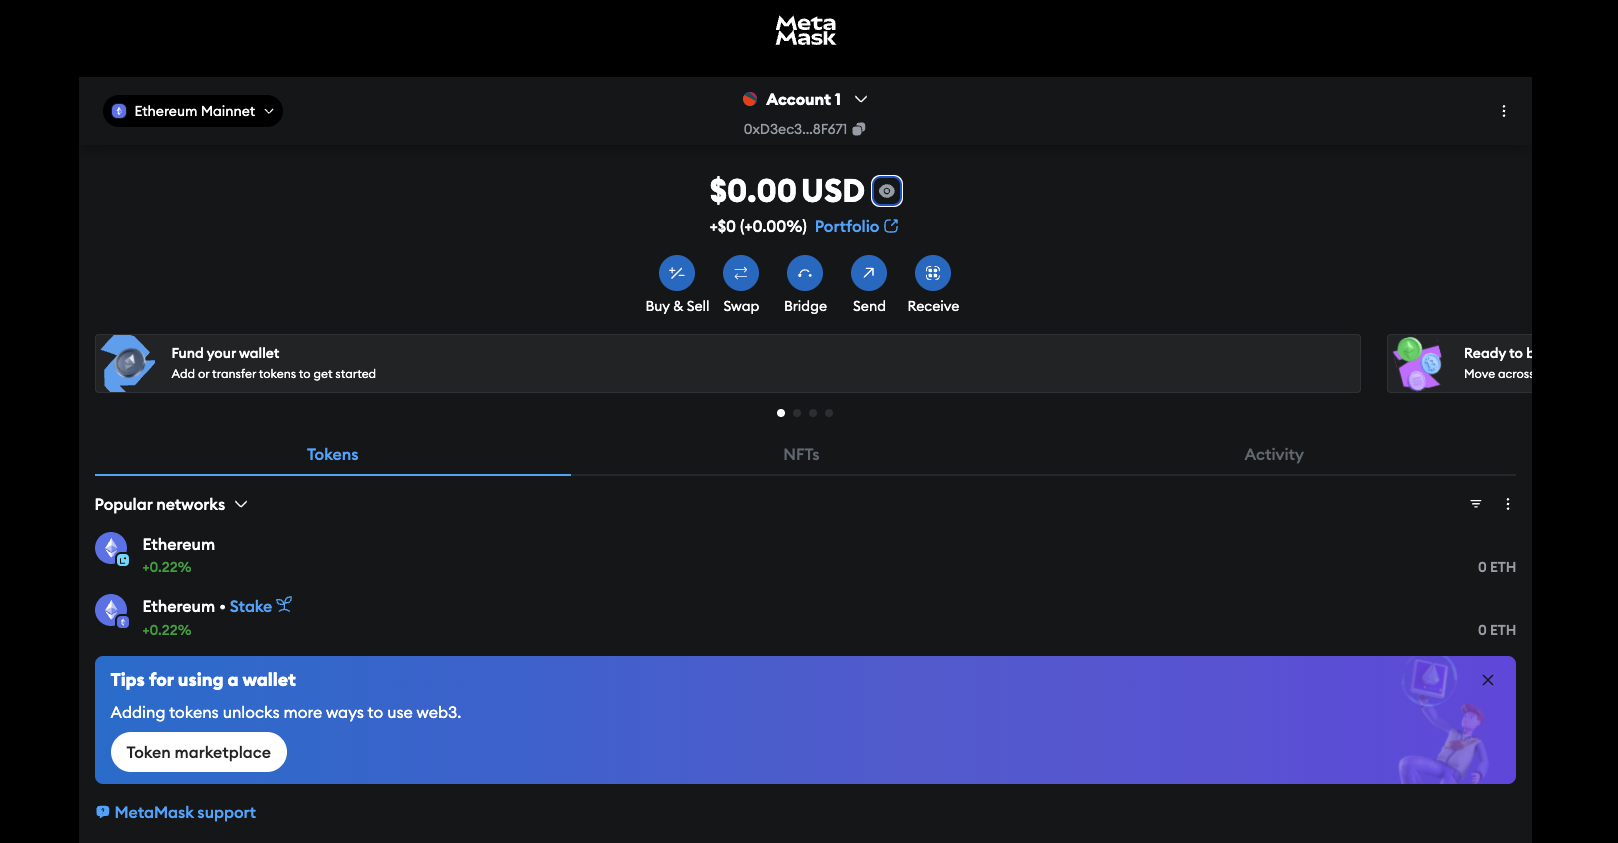 Meta
Mask
Ethereum Mainnet
Account 1
0xD3ec3...8F671
$0.00 USD
+$0 (+0.00%) Portfolio
Buy & Sell Swap Bridge Send Receive
Fund your wallet
Add or transfer tokens to get started
Ready to b
Move across
Tokens NFTs Activity
Popular networks
Ethereum
+0.22% 0 ETH
Ethereum • Stake
+0.22% 0 ETH
Tips for using a wallet
Adding tokens unlocks more ways to use web3.
Token marketplace
MetaMask support